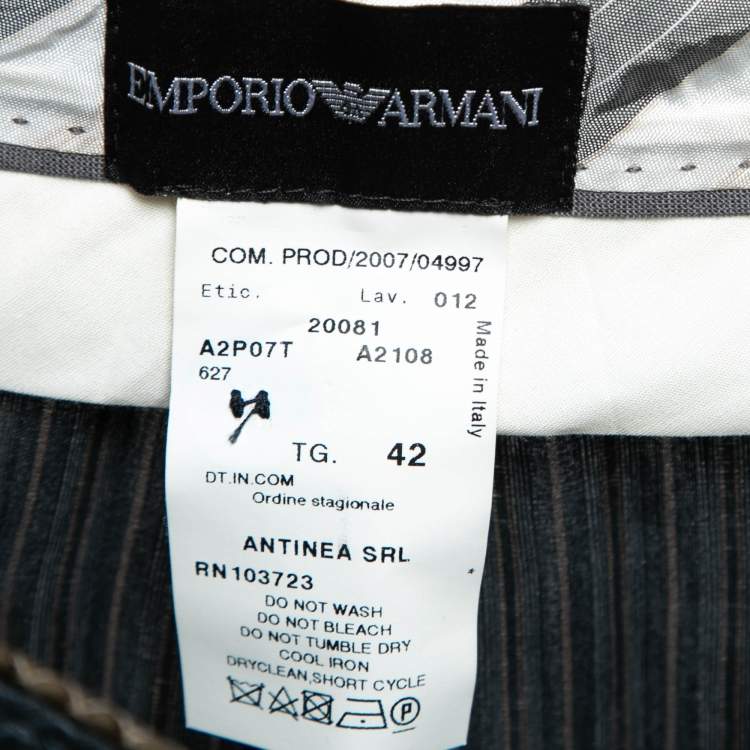 EMPORIO ARMANI
COM. PROD/2007/04997
Etic. Lav. 012
20081
A2P07T A2108
627
Made in Italy
TG. 42
DT.IN.COM
Ordine stagionale
ANTINEA SRL
RN103723
DO NOT WASH
DO NOT BLEACH
DO NOT TUMBLE DRY
COOL IRON
DRYCLEAN,SHORT CYCLE
P